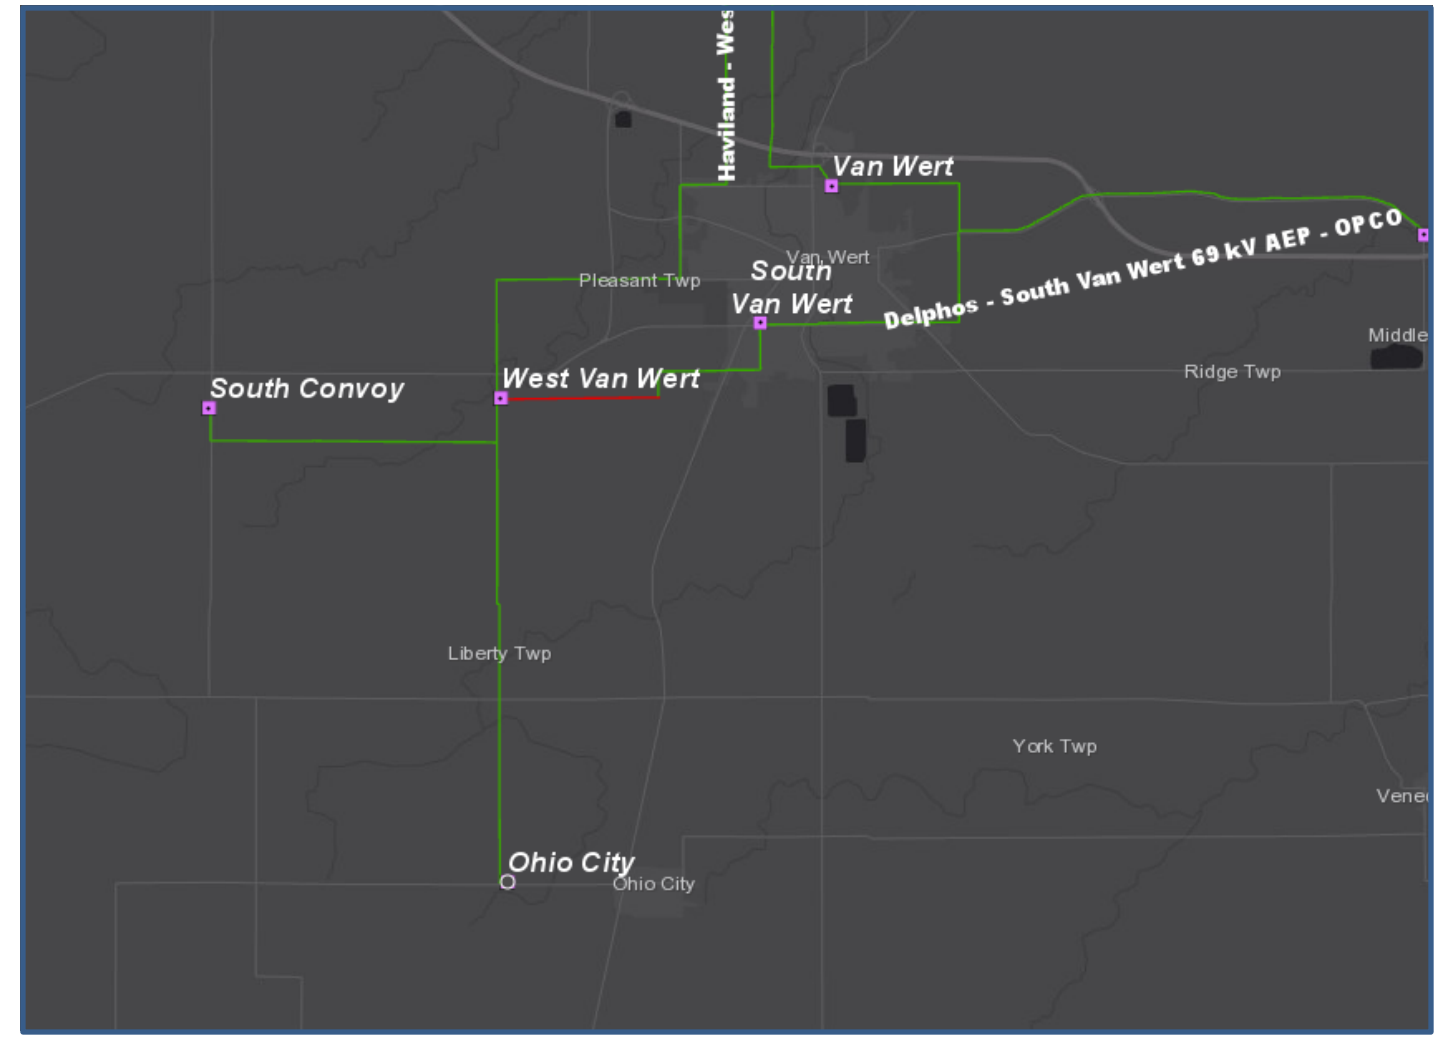 Haviland - Wes
Van Wert
Van Wert
South
Van Wert
Pleasant Twp
Delphos - South Van Wert 69 kV AEP - OPCO
Middle
Ridge Twp
South Convoy
West Van Wert
Liberty Twp
York Twp
Vene
Ohio City
Ohio City